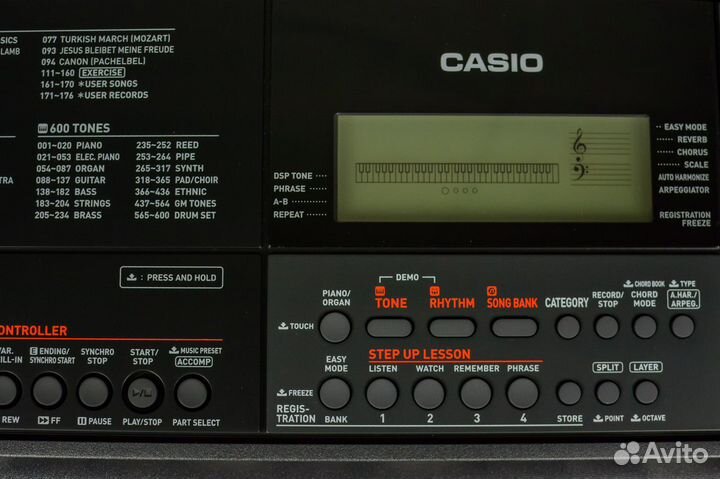 SICS
LAMB
077 TURKISH MARCH (MOZART)
093 JESUS BLEIBET MEINE FREUDE
094 CANON (PACHELBEL)
111~160 EXERCISE
161~170 *USER SONGS
171~176 *USER RECORDS
600 TONES
001~020 PIANO
021~053 ELEC. PIANO
054~087 ORGAN
088~137 GUITAR
138~182 BASS
183~204 STRINGS
205~234 BRASS
235~252 REED
253~264 PIPE
265~317 SYNTH
318~365 PAD/CHOIR
366~436 ETHNIC
437~564 GM TONES
565~600 DRUM SET
TRA
CASIO
DSP TONE
PHRASE
A-B
REPEAT
EASY MODE
REVERB
CHORUS
SCALE
AUTO HARMONIZE
ARPEGGIATOR
REGISTRATION
FREEZE
: PRESS AND HOLD
ONTROLLER
VAR.
ILL-IN
E ENDING/
SYNCHRO START
SYNCHRO
STOP
START/
STOP
MUSIC PRESET
ACCOMP
REW
FF
PAUSE
PLAY/STOP
PART SELECT
PIANO/
ORGAN
DEMO
TONE
RHYTHM
SONG BANK
CATEGORY
RECORD/
STOP
CHORD BOOK
CHORD
MODE
TYPE
A.HAR./
ARPEG.
TOUCH
EASY
MODE
STEP UP LESSON
LISTEN
WATCH
REMEMBER
PHRASE
SPLIT
LAYER
FREEZE
REGIS-
TRATION
BANK
1
2
3
4
STORE
POINT
OCTAVE
Avito